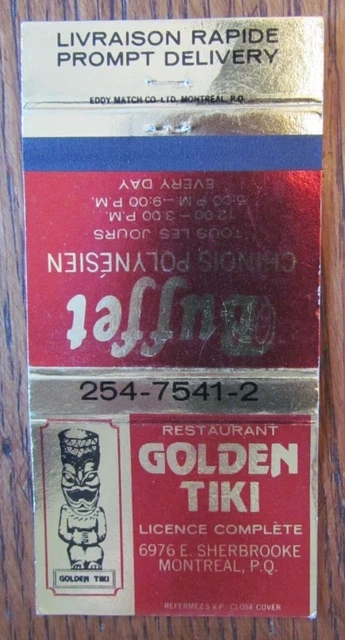 LIVRAISON RAPIDE
PROMPT DELIVERY
EDDY MATCH CO. LTD. MONTREAL, P.Q.
Buffet
CHINOIS POLYNÉSIEN
TOUS LES JOURS
12:00 – 3:00 P.M.
5:00 P.M. – 9:00 P.M.
EVERY DAY
254-7541-2
RESTAURANT
GOLDEN
TIKI
LICENCE COMPLÈTE
6976 E. SHERBROOKE
MONTREAL, P.Q.
GOLDEN TIKI
REFERMEZ S.V.P. CLOSE COVER